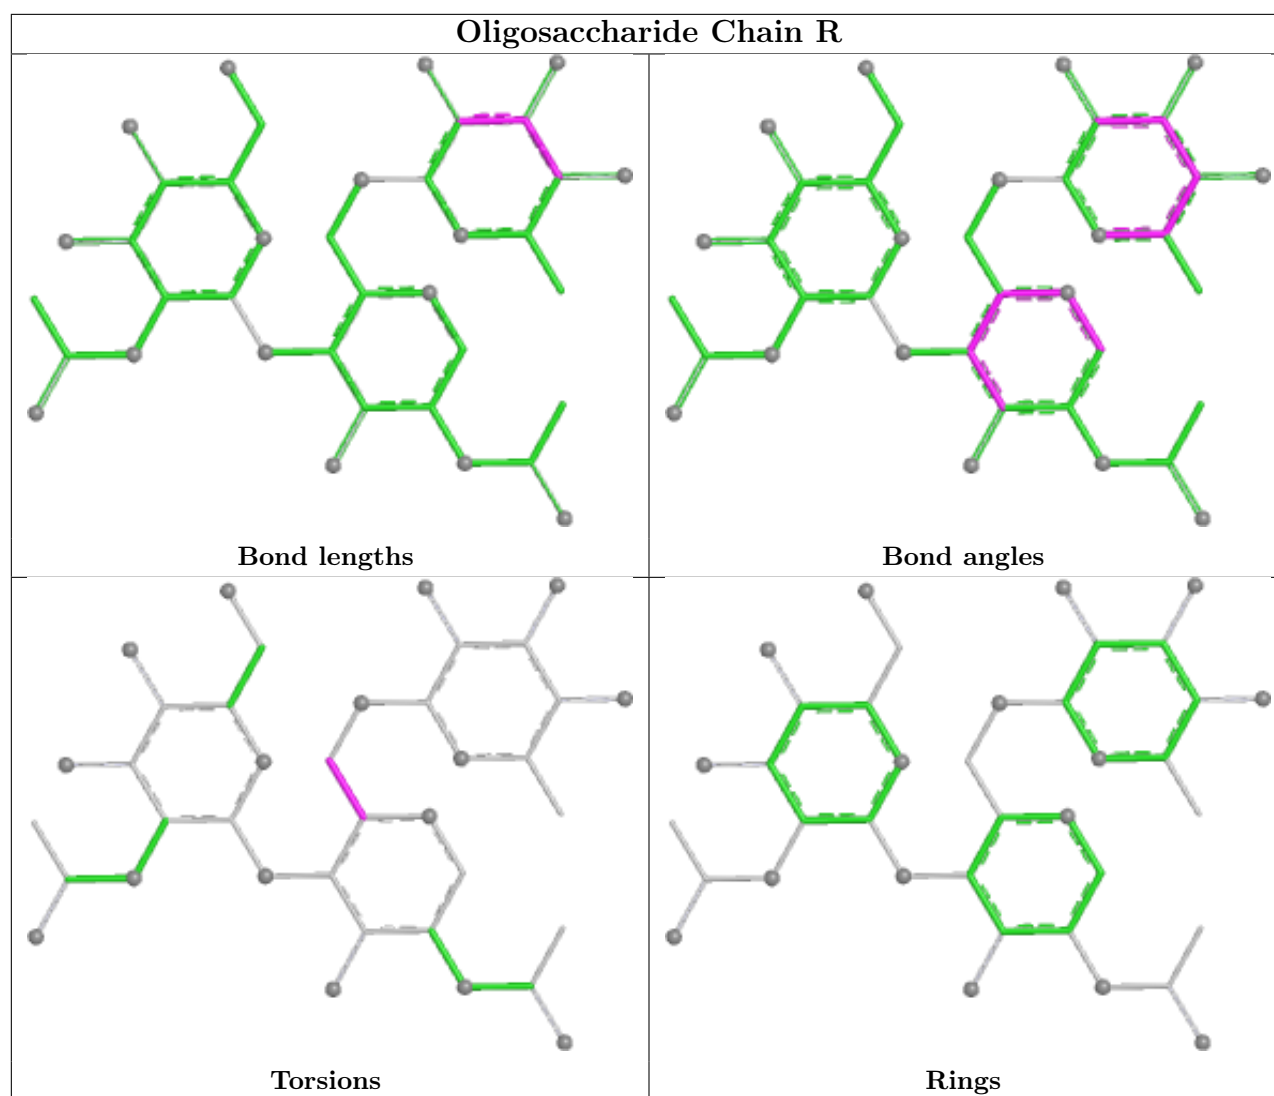 Oligosaccharide Chain R
Bond lengths
Bond angles
Torsions
Rings